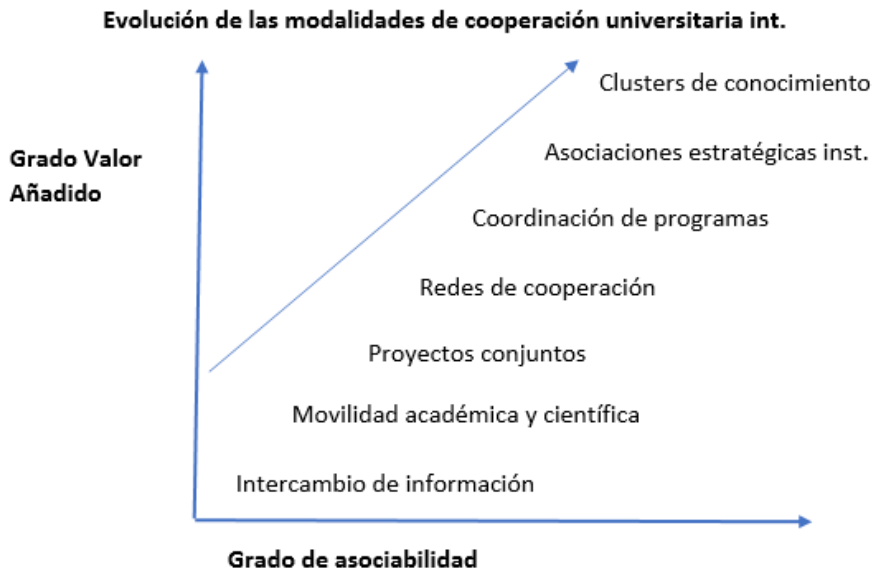 Evolución de las modalidades de cooperación universitaria int.
Clusters de conocimiento
Grado Valor
Añadido
Asociaciones estratégicas inst.
Coordinación de programas
Redes de cooperación
Proyectos conjuntos
Movilidad académica y científica
Intercambio de información
Grado de asociabilidad